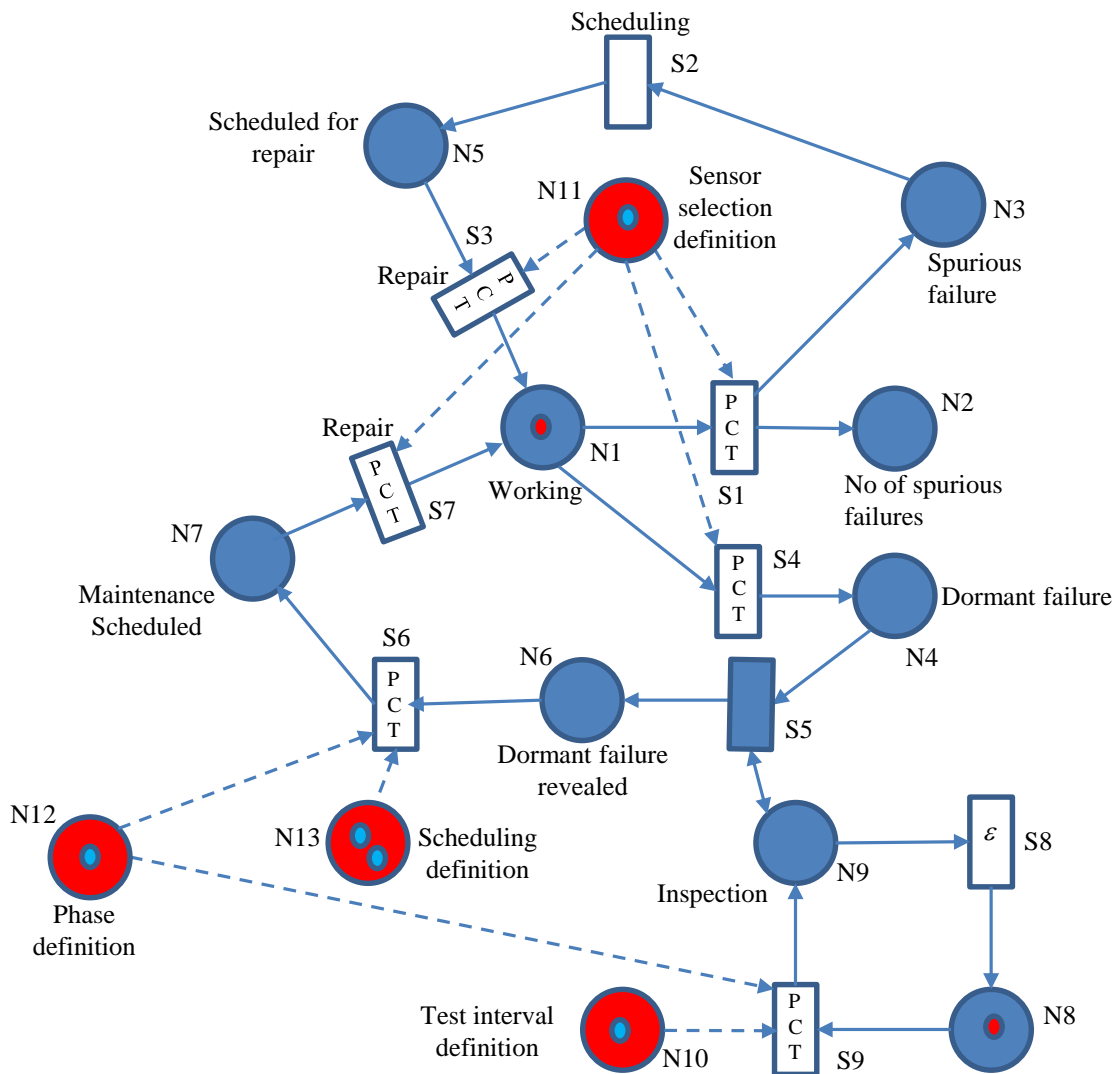 Scheduling
S2
Scheduled for
repair
N5
N11
Sensor
selection
definition
N3
Spurious
failure
S3
Repair
P
C
T
P
C
T
N2
Repair
P
C
T
N1
Working
S1
No of spurious
failures
S7
N7
Maintenance
Scheduled
P
C
T
S4
Dormant failure
N4
S6
P
C
T
N6
S5
Dormant failure
revealed
N12
N13
Scheduling
definition
ε
S8
N9
Inspection
Phase
definition
Test interval
definition
N10
P
C
T
S9
N8